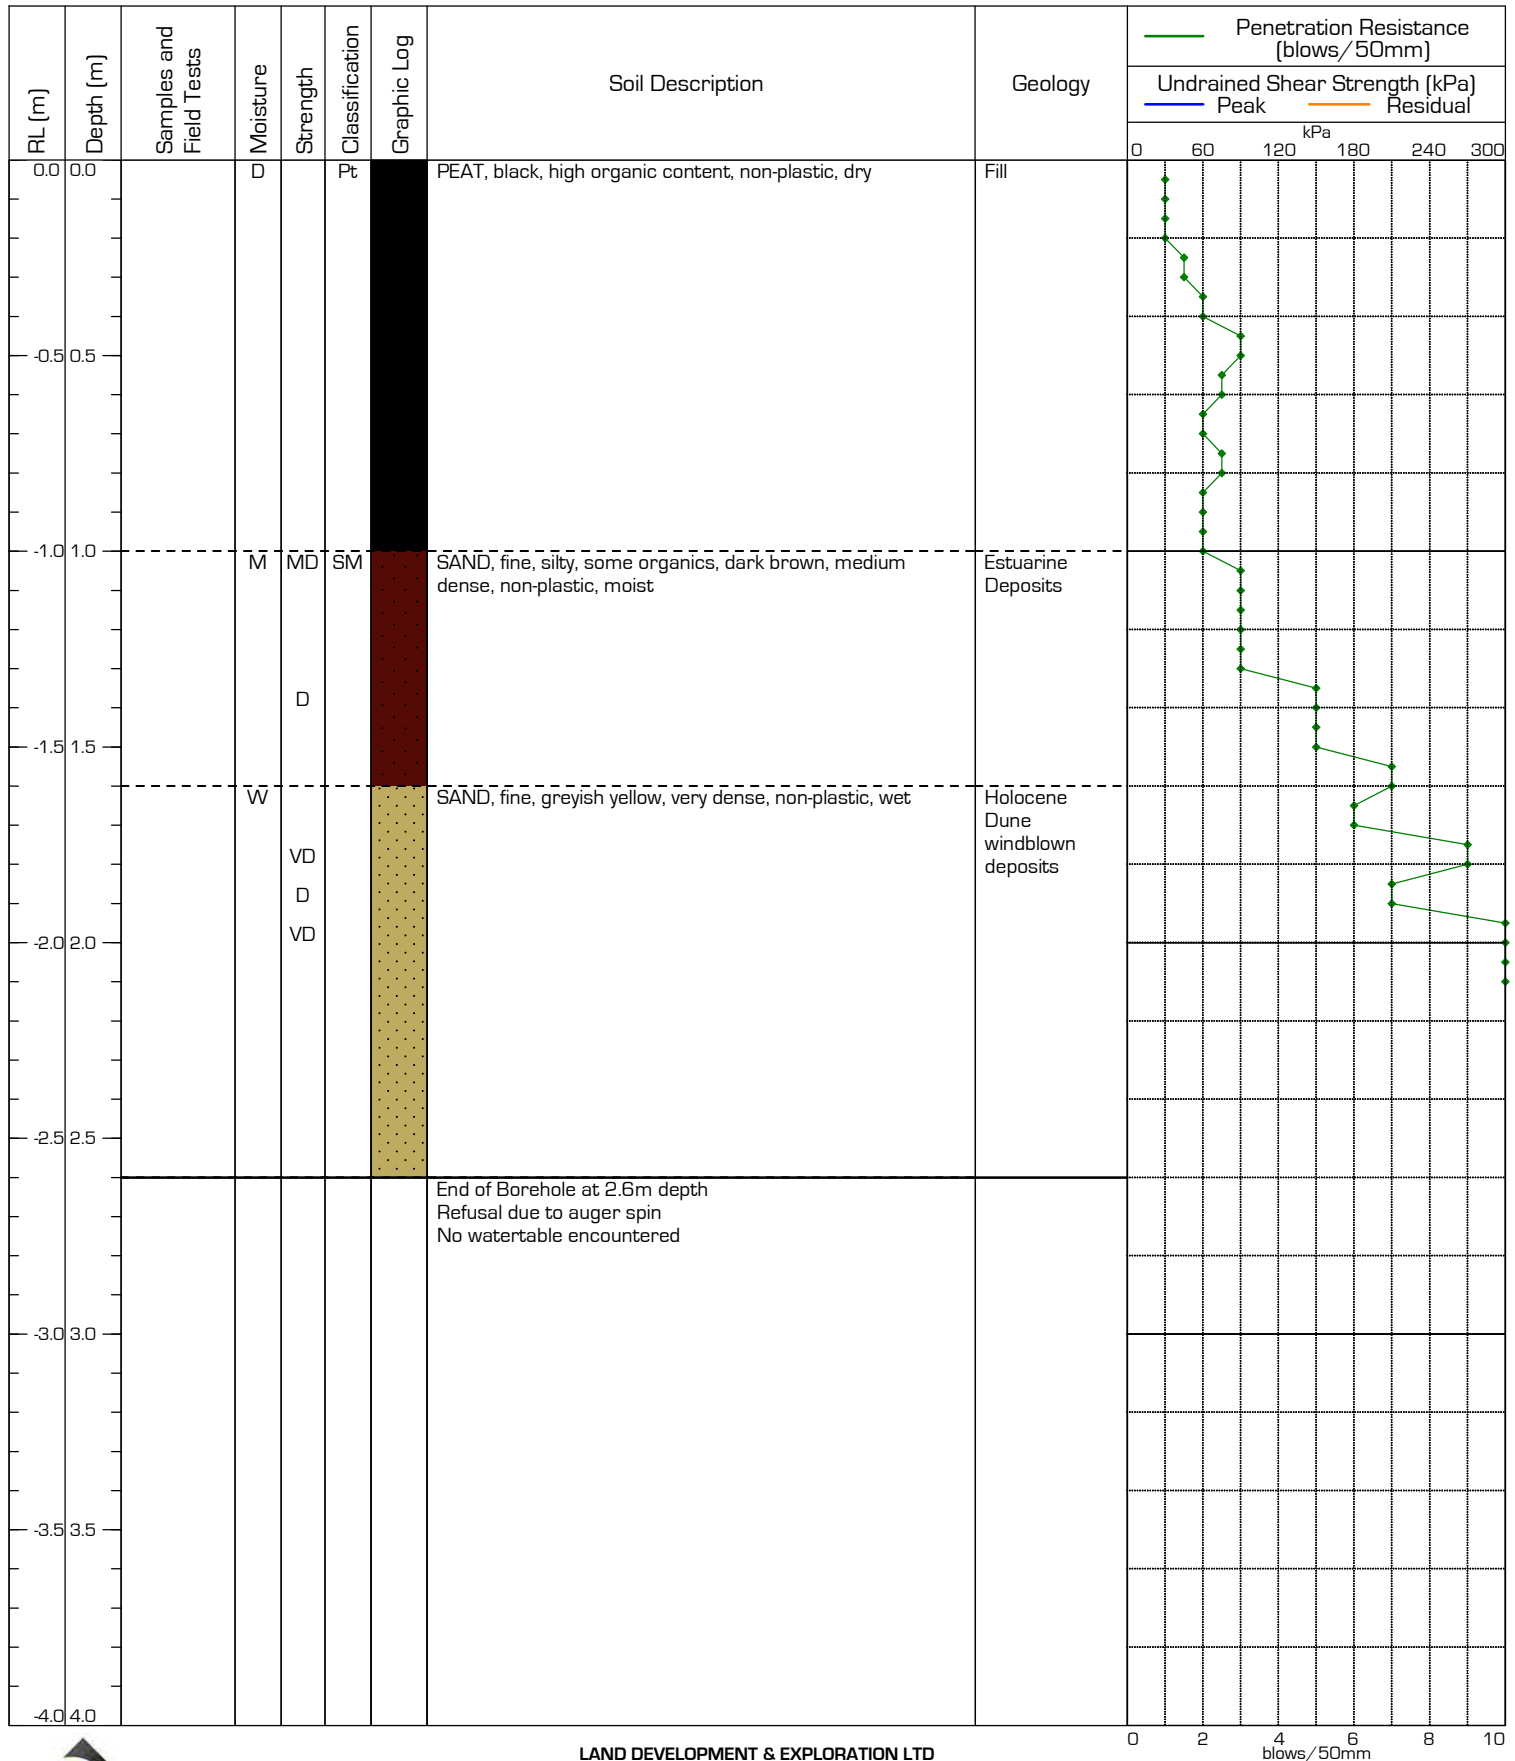 RL (m)
Depth (m)
Samples and
Field Tests
Moisture
Strength
Classification
Graphic Log
Soil Description
Geology
Penetration Resistance
(blows/50mm)
Undrained Shear Strength (kPa)
Peak Residual
kPa
0 60 120 180 240 300
0.0 0.0 D Pt PEAT, black, high organic content, non-plastic, dry Fill
-0.5 0.5
-1.0 1.0
M MD SM SAND, fine, silty, some organics, dark brown, medium Estuarine
dense, non-plastic, moist Deposits
D
-1.5 1.5
W SAND, fine, greyish yellow, very dense, non-plastic, wet Holocene
Dune
windblown
VD
deposits
D
VD
-2.0 2.0
-2.5 2.5
End of Borehole at 2.6m depth
Refusal due to auger spin
No watertable encountered
-3.0 3.0
-3.5 3.5
-4.0 4.0
0 2 4 6 8 10
blows/50mm
LAND DEVELOPMENT & EXPLORATION LTD